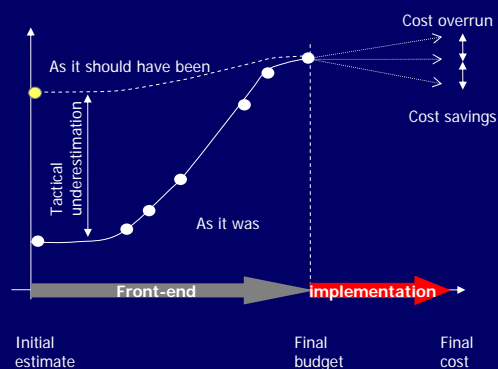 Cost overrun
As it should have been
Cost savings
Tactical
underestimation
As it was
Front-end
implementation
Initial
estimate
Final
budget
Final
cost